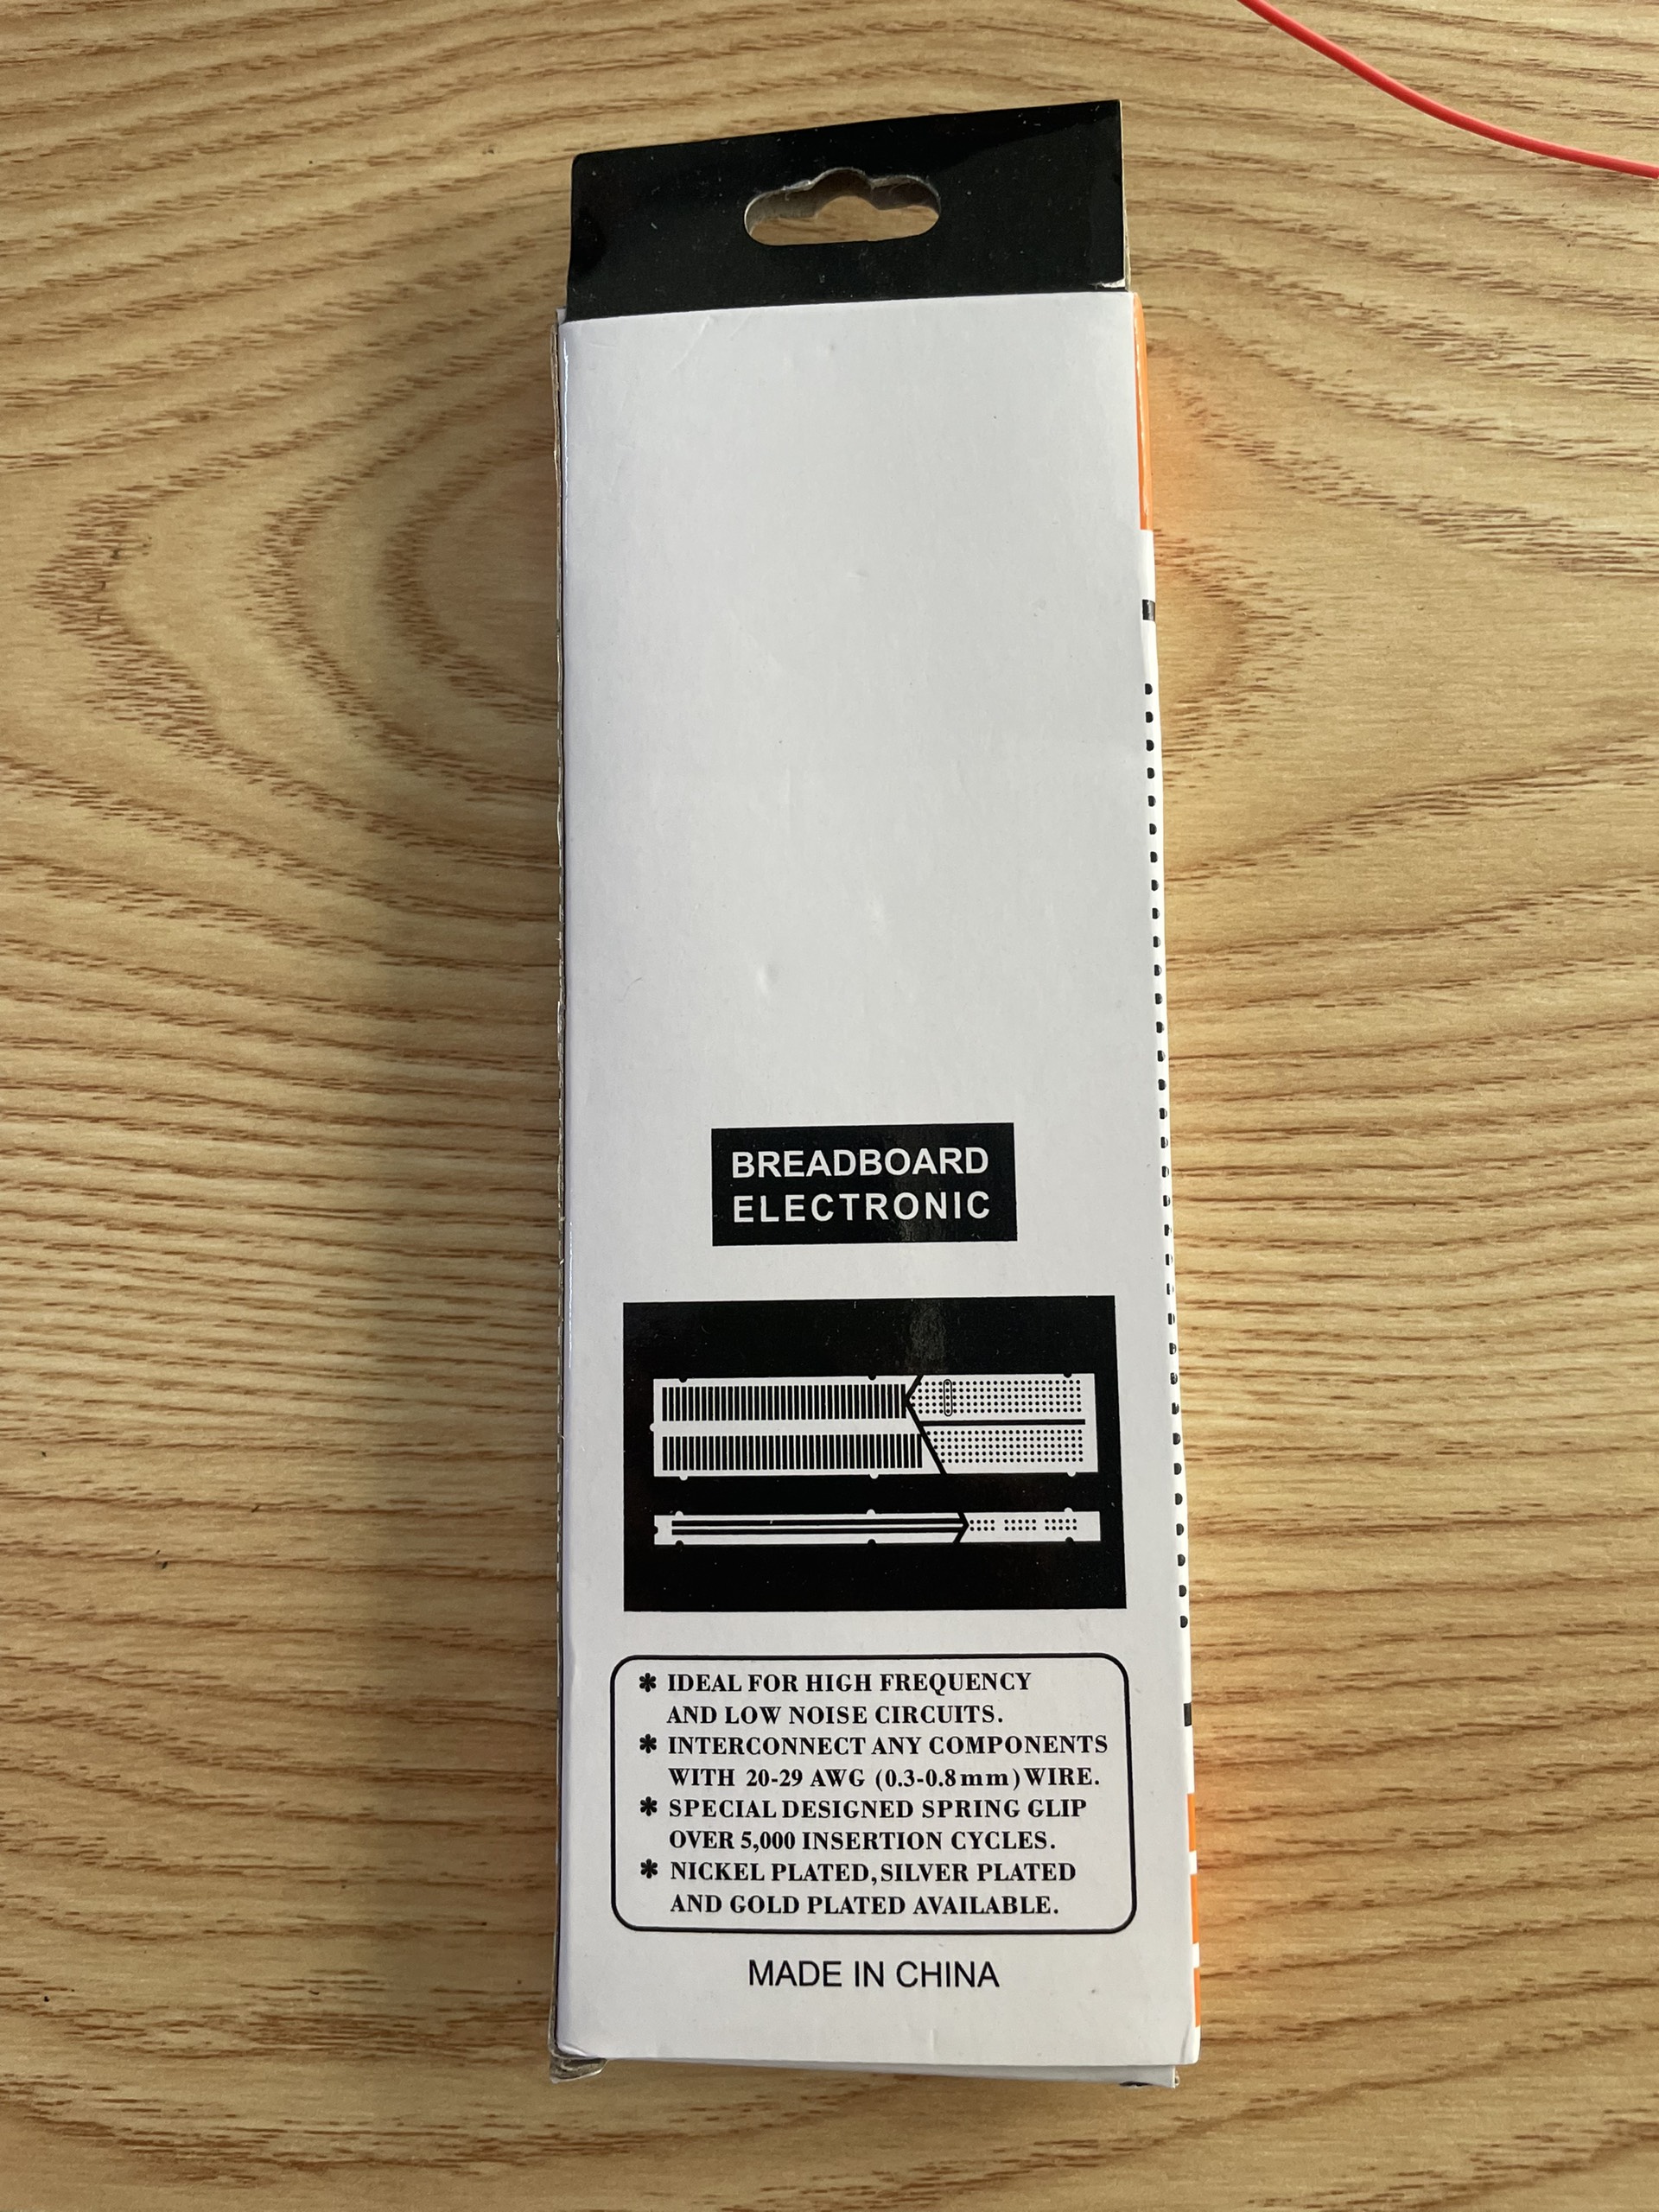 BREADBOARD
ELECTRONIC
✻ IDEAL FOR HIGH FREQUENCY
AND LOW NOISE CIRCUITS.
✻ INTERCONNECT ANY COMPONENTS
WITH 20-29 AWG (0.3-0.8mm) WIRE.
✻ SPECIAL DESIGNED SPRING GLIP
OVER 5,000 INSERTION CYCLES.
✻ NICKEL PLATED, SILVER PLATED
AND GOLD PLATED AVAILABLE.
MADE IN CHINA